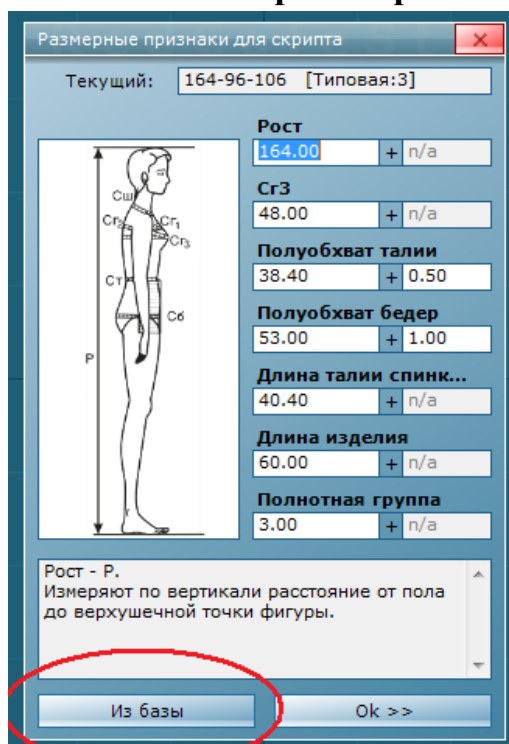 Размерные признаки для скрипта
Текущий: 164-96-106 [Типовая:3]
Рост
164.00 + n/a
Сг3
48.00 + n/a
Полуобхват талии
38.40 + 0.50
Полуобхват бедер
53.00 + 1.00
Длина талии спинк...
40.40 + n/a
Длина изделия
60.00 + n/a
Полнотная группа
3.00 + n/a
Сш
Сг2 Сг1
Сг3
Ст
Сб
Р
Рост - Р.
Измеряют по вертикали расстояние от пола
до верхушечной точки фигуры.
Из базы
Ok >>